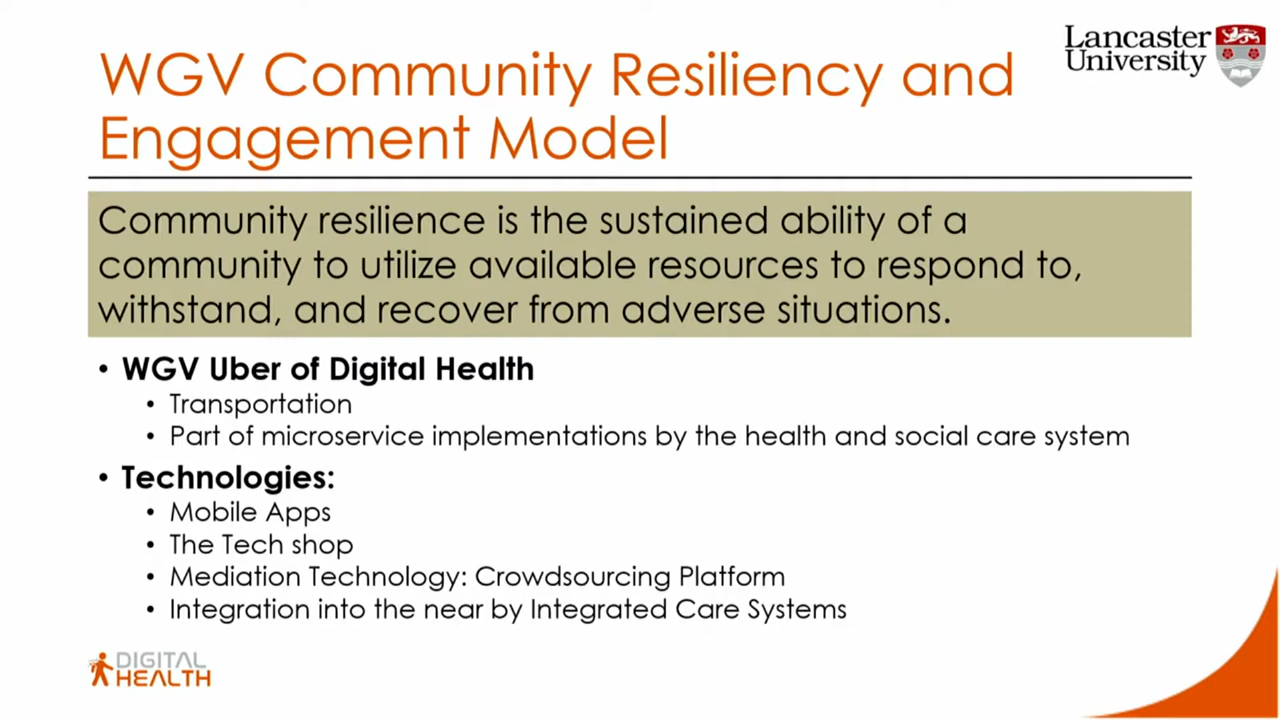 Lancaster
University
WGV Community Resiliency and
Engagement Model
Community resilience is the sustained ability of a
community to utilize available resources to respond to,
withstand, and recover from adverse situations.
• WGV Uber of Digital Health
• Transportation
• Part of microservice implementations by the health and social care system
• Technologies:
• Mobile Apps
• The Tech shop
• Mediation Technology: Crowdsourcing Platform
• Integration into the near by Integrated Care Systems
DIGITAL
HEALTH